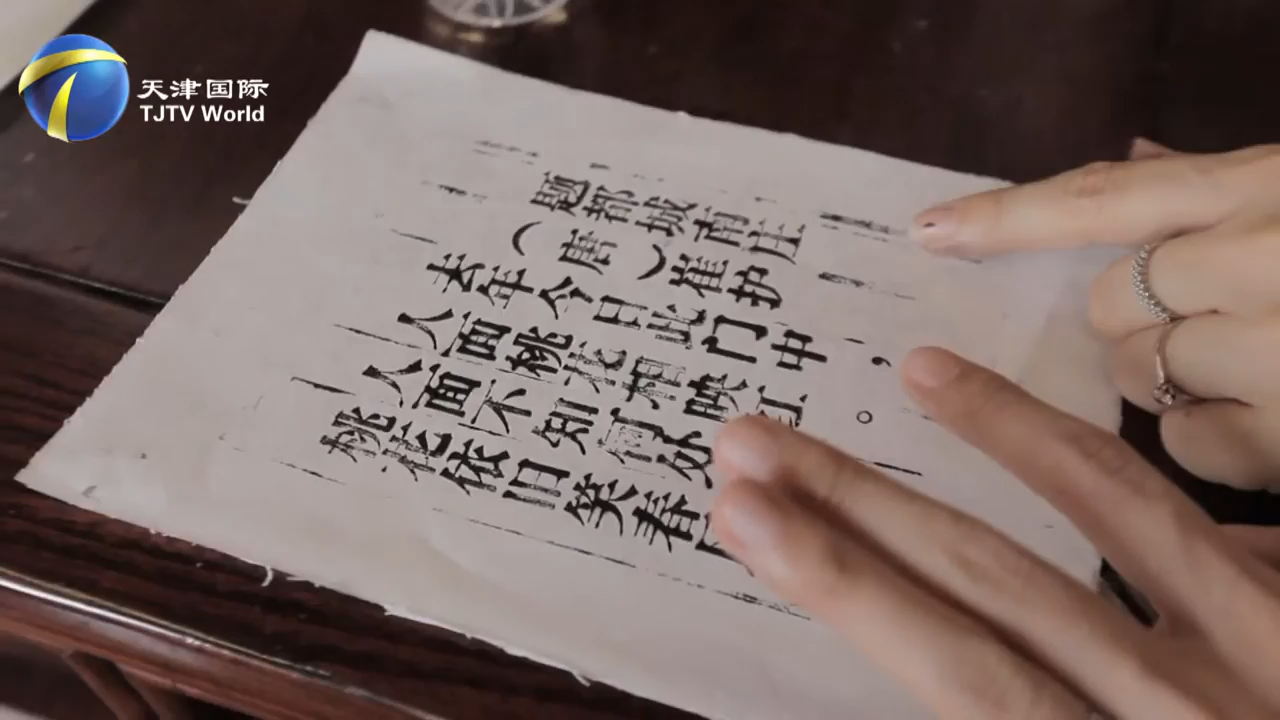 天津国际
TJTV World
题都城南庄
（唐）崔护
去年今日此门中，
人面桃花相映红。
人面不知何处
桃花依旧笑春